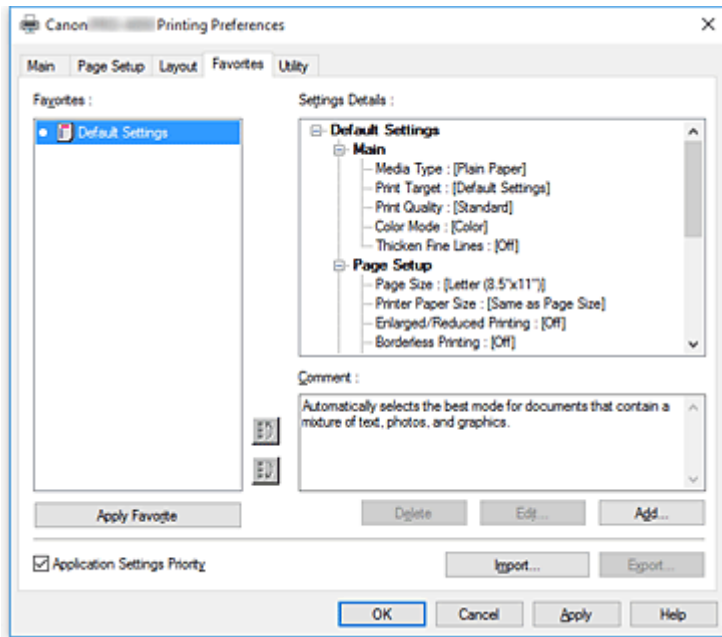 Canon Printing Preferences
Main Page Setup Layout Favorites Utility
Favorites :
Default Settings
Settings Details :
Default Settings
Main
Media Type : [Plain Paper]
Print Target : [Default Settings]
Print Quality : [Standard]
Color Mode : [Color]
Thicken Fine Lines : [Off]
Page Setup
Page Size : [Letter (8.5"x11")]
Printer Paper Size : [Same as Page Size]
Enlarged/Reduced Printing : [Off]
Borderless Printing : [Off]
Comment :
Automatically selects the best mode for documents that contain a
mixture of text, photos, and graphics.
Apply Favorite
Delete Edit... Add...
Application Settings Priority
Import... Export...
OK Cancel Apply Help